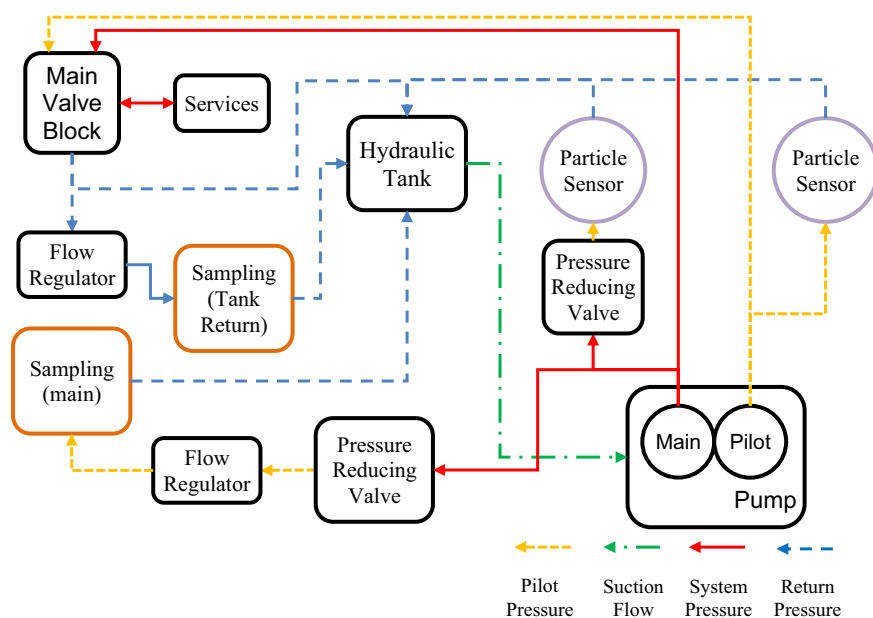 Main
Valve
Block
Services
Hydraulic
Tank
Particle
Sensor
Particle
Sensor
Flow
Regulator
Sampling
(Tank
Return)
Pressure
Reducing
Valve
Sampling
(main)
Flow
Regulator
Pressure
Reducing
Valve
Main
Pilot
Pump
Pilot
Pressure
Suction
Flow
System
Pressure
Return
Pressure